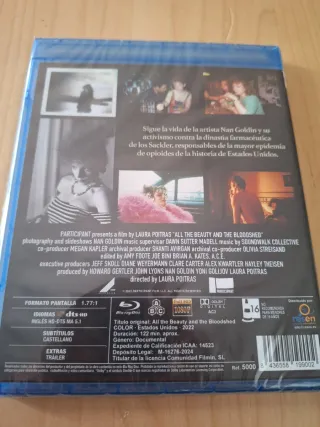 Sigue la vida de la artista Nan Goldin y su
activismo contra la dinastía farmacéutica
de los Sackler, responsables de la mayor epidemia
de opioides de la historia de Estados Unidos.
PARTICIPANT presents a film by LAURA POITRAS "ALL THE BEAUTY AND THE BLOODSHED"
photography and slideshows NAN GOLDIN music supervisor DAWN SUTTER MADELL music by SOUNDWALK COLLECTIVE
co-producer MEGAN KAPLER archival producer SHANTI AVIRGAN archival co-producer OLIVIA STREISAND
edited by AMY FOOTE JOE BINI BRIAN A. KATES, A.C.E.
executive producers JEFF SKOLL DIANE WEYERMANN CLARE CARTER ALEX KWARTLER HAYLEY THEISEN
produced by HOWARD GERTLER JOHN LYONS NAN GOLDIN YONI GOLIJOV LAURA POITRAS
directed by LAURA POITRAS
FORMATO PANTALLA 1.77:1
IDIOMAS dts
INGLÉS HD-DTS MA 5.1
SUBTÍTULOS
CASTELLANO
EXTRAS
TRAILER
Título original: All the Beauty and the Bloodshed
COLOR - Estados Unidos - 2022
Duración: 122 min. aprox.
Género: Documental
Expediente de Calificación ICAA: 14523
Depósito Legal: M-16276-2024
Titular de la licencia Comunidad Filmin, SL
Ref. 5000
8 436558 199002